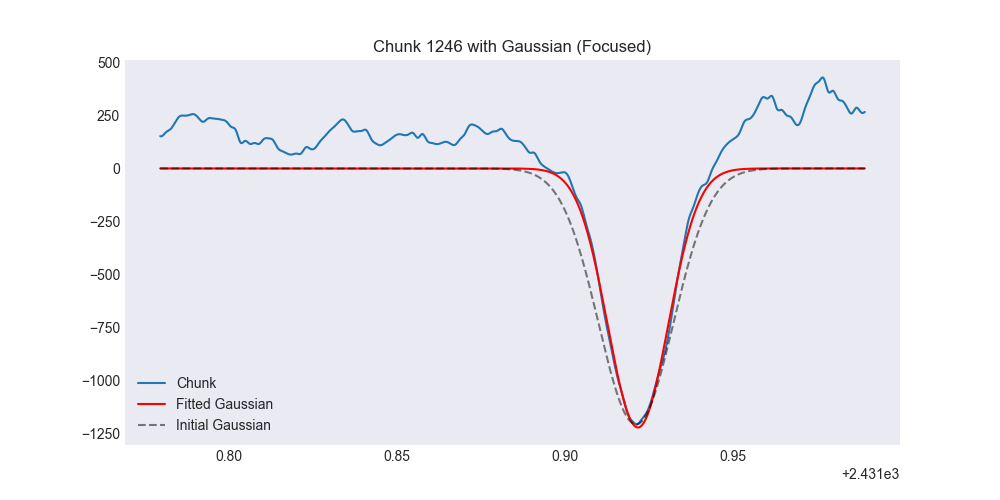 Chunk 1246 with Gaussian (Focused)
500
250
0
−250
−500
−750
−1000
−1250
Chunk
Fitted Gaussian
Initial Gaussian
0.80 0.85 0.90 0.95
+2.431e3